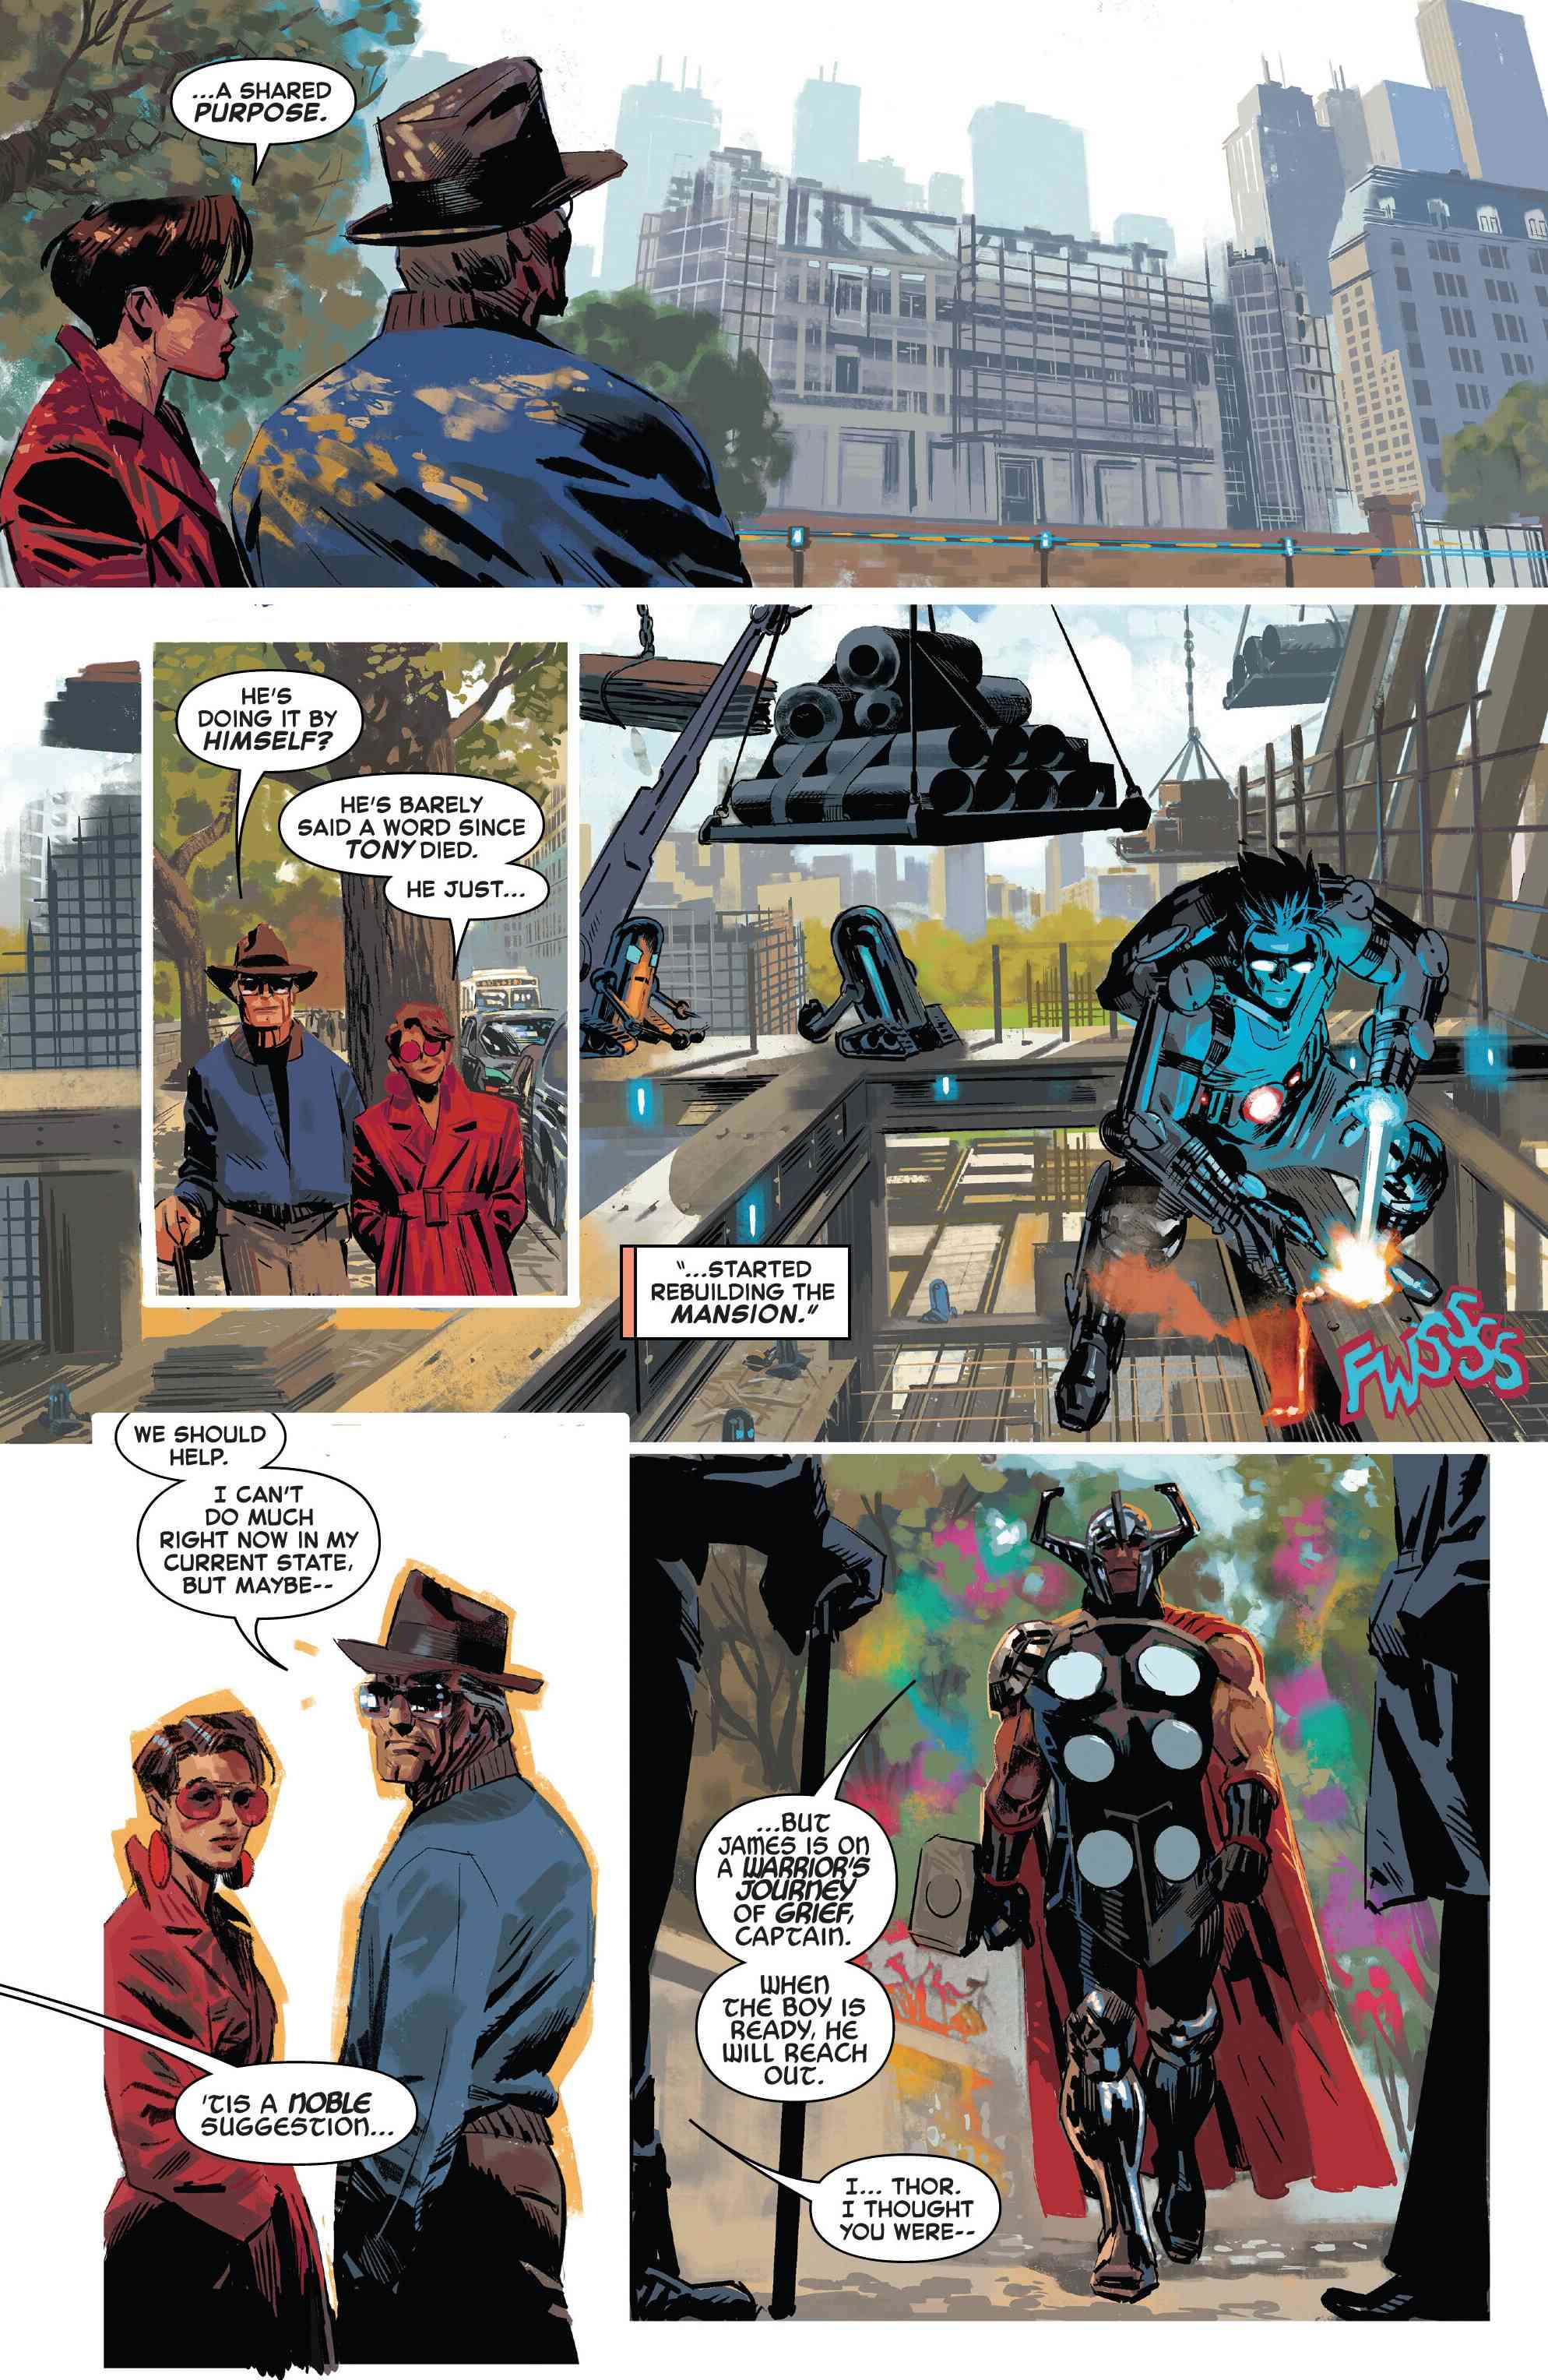 ...A SHARED
PURPOSE.
HE'S
DOING IT BY
HIMSELF?
HE'S BARELY
SAID A WORD SINCE
TONY DIED.
HE JUST...
"...STARTED
REBUILDING THE
MANSION."
FWSSSS
WE SHOULD
HELP.
I CAN'T
DO MUCH
RIGHT NOW IN MY
CURRENT STATE,
BUT MAYBE--
'TIS A NOBLE
SUGGESTION...
...BUT
JAMES IS ON
A WARRIOR'S
JOURNEY
OF GRIEF,
CAPTAIN.
WHEN
THE BOY IS
READY, HE
WILL REACH
OUT.
I... THOR.
I THOUGHT
YOU WERE--